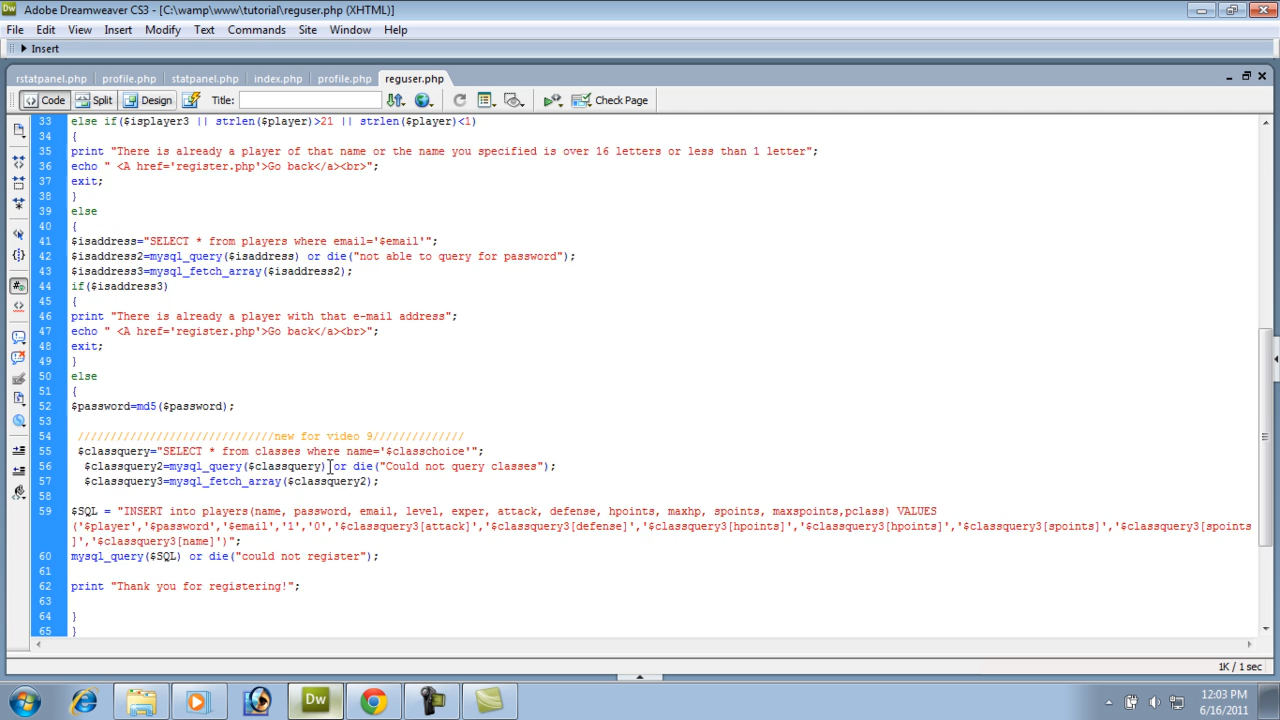 Adobe Dreamweaver CS3 - [C:\wamp\www\tutorial\reguser.php (XHTML)]
File Edit View Insert Modify Text Commands Site Window Help
Insert
rstatpanel.php profile.php statpanel.php index.php profile.php reguser.php
Code Split Design Title: Check Page
33 else if($isplayer3 || strlen($player)>21 || strlen($player)<1)
34 {
35 print "There is already a player of that name or the name you specified is over 16 letters or less than 1 letter";
36 echo " <A href='register.php'>Go back</a><br>";
37 exit;
38 }
39 else
40 {
41 $isaddress="SELECT * from players where email='$email'";
42 $isaddress2=mysql_query($isaddress) or die("not able to query for password");
43 $isaddress3=mysql_fetch_array($isaddress2);
44 if($isaddress3)
45 {
46 print "There is already a player with that e-mail address";
47 echo " <A href='register.php'>Go back</a><br>";
48 exit;
49 }
50 else
51 {
52 $password=md5($password);
53
54 //////////////////////////////new for video 9//////////////
55 $classquery="SELECT * from classes where name='$classchoice'";
56 $classquery2=mysql_query($classquery) or die("Could not query classes");
57 $classquery3=mysql_fetch_array($classquery2);
58
59 $SQL = "INSERT into players(name, password, email, level, exper, attack, defense, hpoints, maxhp, spoints, maxspoints,pclass) VALUES
('$player','$password','$email','1','0','$classquery3[attack]','$classquery3[defense]','$classquery3[hpoints]','$classquery3[hpoints]','$classquery3[spoints]','$classquery3[spoints
]','$classquery3[name]')";
60 mysql_query($SQL) or die("could not register");
61
62 print "Thank you for registering!";
63
64 }
65 }
1K / 1 sec
Dw
12:03 PM
6/16/2011